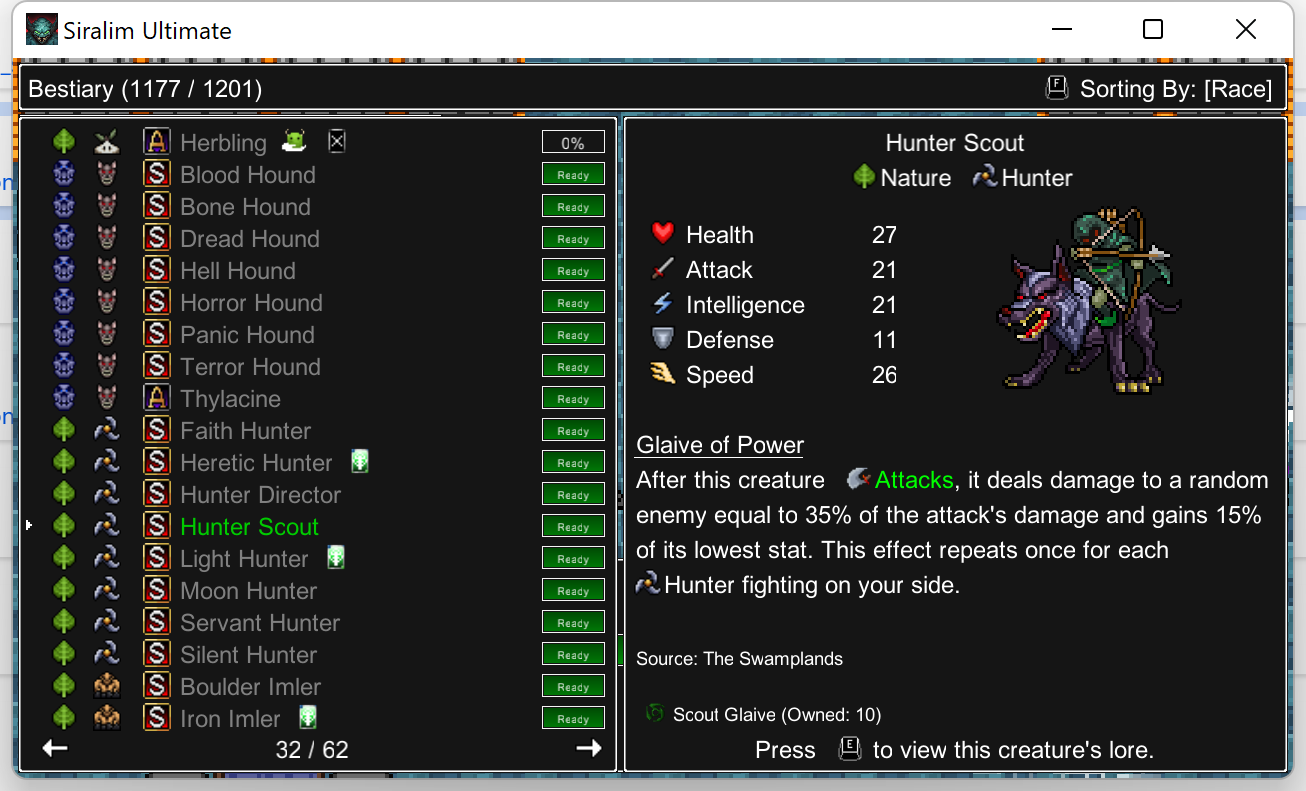 Siralim Ultimate
Bestiary (1177 / 1201)
F Sorting By: [Race]
A Herbling 0%
S Blood Hound Ready
S Bone Hound Ready
S Dread Hound Ready
S Hell Hound Ready
S Horror Hound Ready
S Panic Hound Ready
S Terror Hound Ready
A Thylacine Ready
S Faith Hunter Ready
S Heretic Hunter Ready
S Hunter Director Ready
S Hunter Scout Ready
S Light Hunter Ready
S Moon Hunter Ready
S Servant Hunter Ready
S Silent Hunter Ready
S Boulder Imler Ready
S Iron Imler Ready
32 / 62
Hunter Scout
Nature Hunter
Health 27
Attack 21
Intelligence 21
Defense 11
Speed 26
Glaive of Power
After this creature Attacks, it deals damage to a random
enemy equal to 35% of the attack's damage and gains 15%
of its lowest stat. This effect repeats once for each
Hunter fighting on your side.
Source: The Swamplands
Scout Glaive (Owned: 10)
Press E to view this creature's lore.